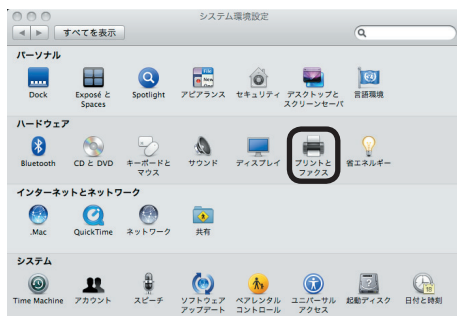 システム環境設定
すべてを表示
パーソナル
Dock
Exposé と
Spaces
Spotlight
アピアランス
セキュリティ
デスクトップと
スクリーンセーバ
言語環境
ハードウェア
Bluetooth
CD と DVD
キーボードと
マウス
サウンド
ディスプレイ
プリントと
ファクス
省エネルギー
インターネットとネットワーク
.Mac
QuickTime
ネットワーク
共有
システム
Time Machine
アカウント
スピーチ
ソフトウェア
アップデート
ペアレンタル
コントロール
ユニバーサル
アクセス
起動ディスク
日付と時刻